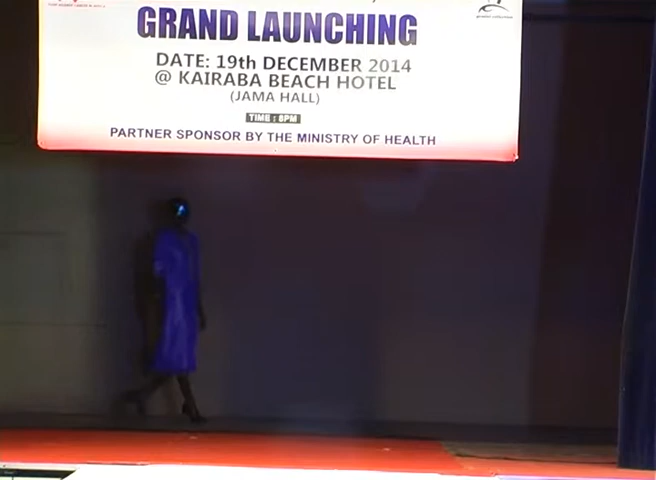 GRAND LAUNCHING
DATE: 19th DECEMBER 2014
@ KAIRABA BEACH HOTEL
(JAMA HALL)
TIME : 8PM
PARTNER SPONSOR BY THE MINISTRY OF HEALTH